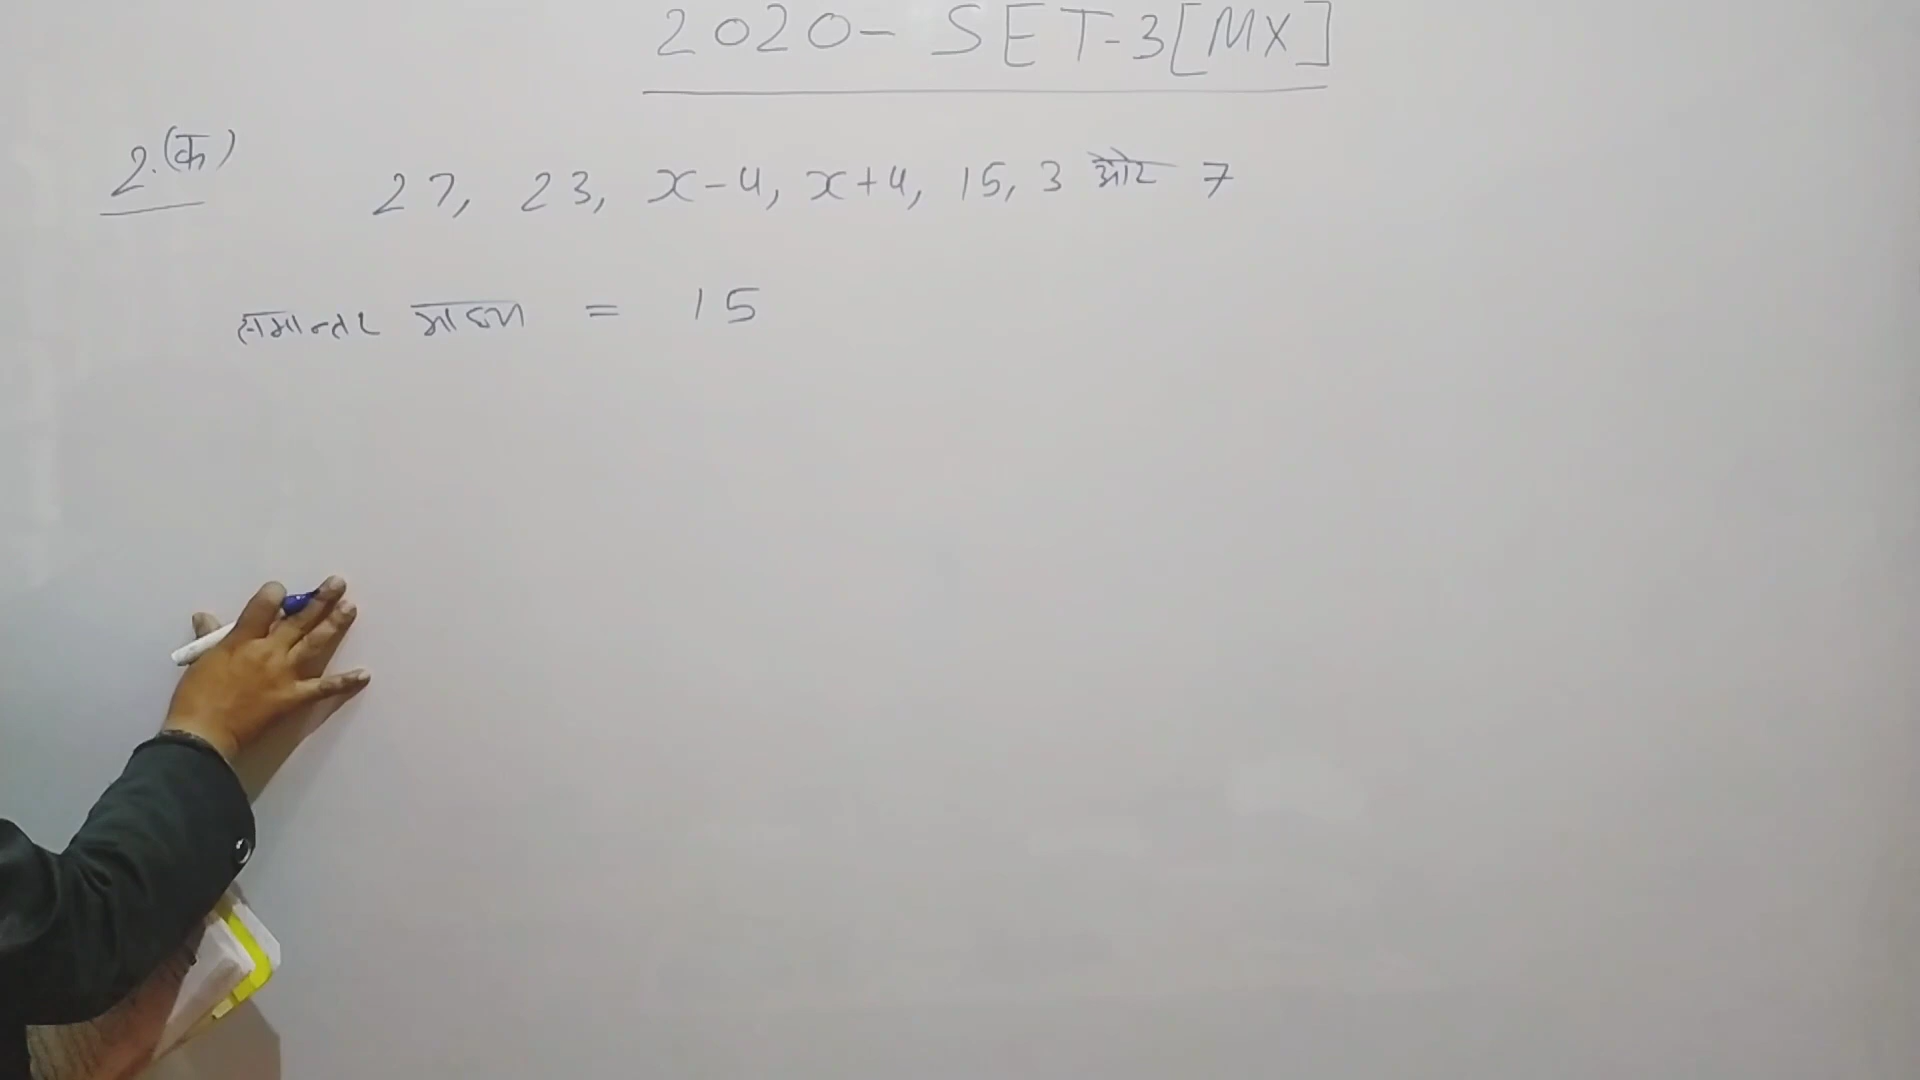 2020- SET-3[MX]
2.(क) 27, 23, x-4, x+4, 15, 3 और 7
समान्तर माध्य = 15